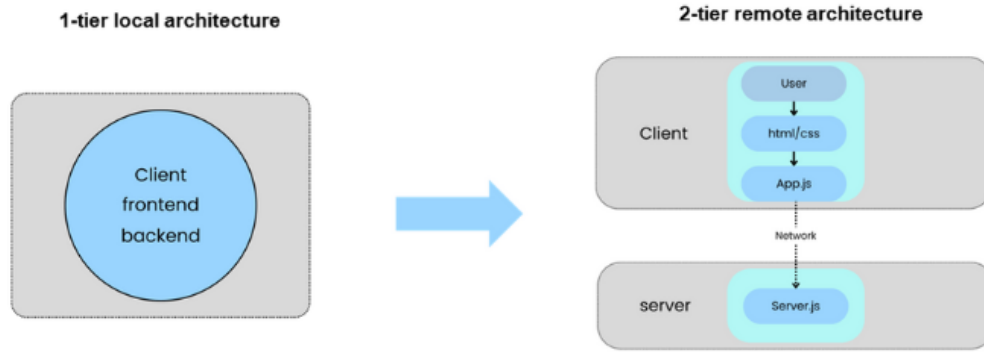 1-tier local architecture
Client
frontend
backend
2-tier remote architecture
Client
User
html/css
App.js
Network
server
Server.js